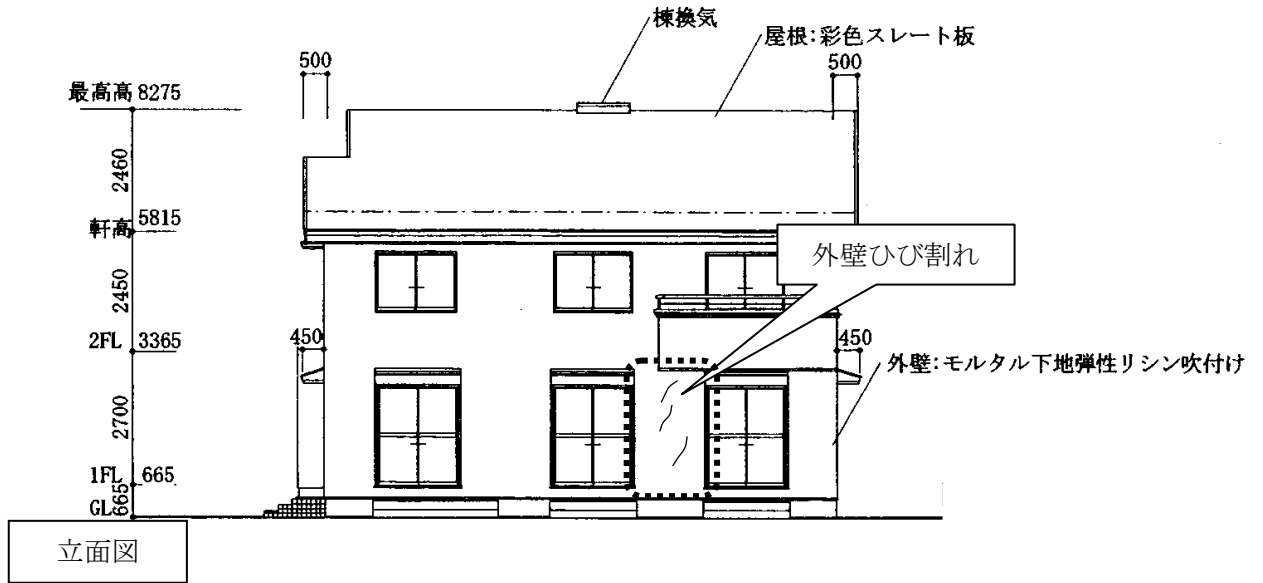 棟換気
屋根:彩色スレート板
500
500
最高高 8275
2460
軒高 5815
外壁ひび割れ
2450
2FL 3365
450
450
外壁:モルタル下地弾性リシン吹付け
2700
1FL 665
665
GL
立面図